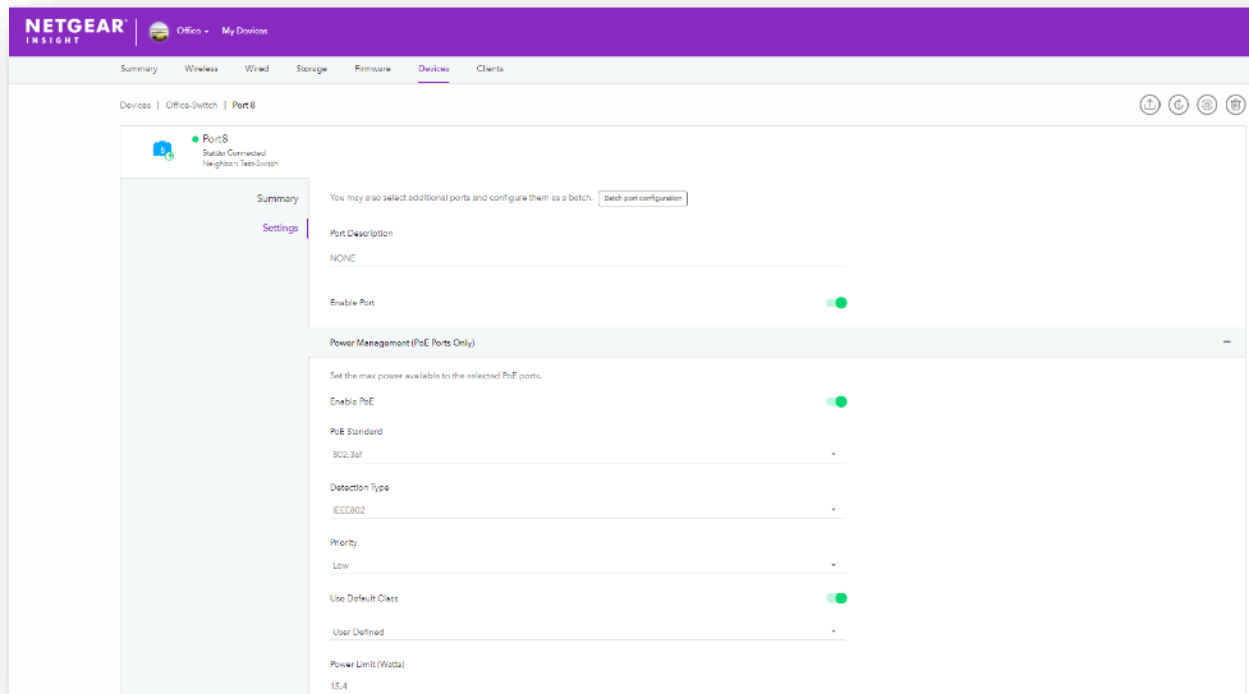 NETGEAR
INSIGHT
Office
My Devices
Summary
Wireless
Wired
Storage
Firmware
Devices
Clients
Devices | Office-Switch | Port 8
8
Port8
Status: Connected
Neighbor: Test-Switch
Summary
Settings
You may also select additional ports and configure them as a batch.
Batch port configuration
Port Description
NONE
Enable Port
Power Management (PoE Ports Only)
Set the max power available to the selected PoE ports.
Enable PoE
PoE Standard
802.3af
Detection Type
IEEE802
Priority
Low
Use Default Class
User Defined
Power Limit (Watts)
15.4